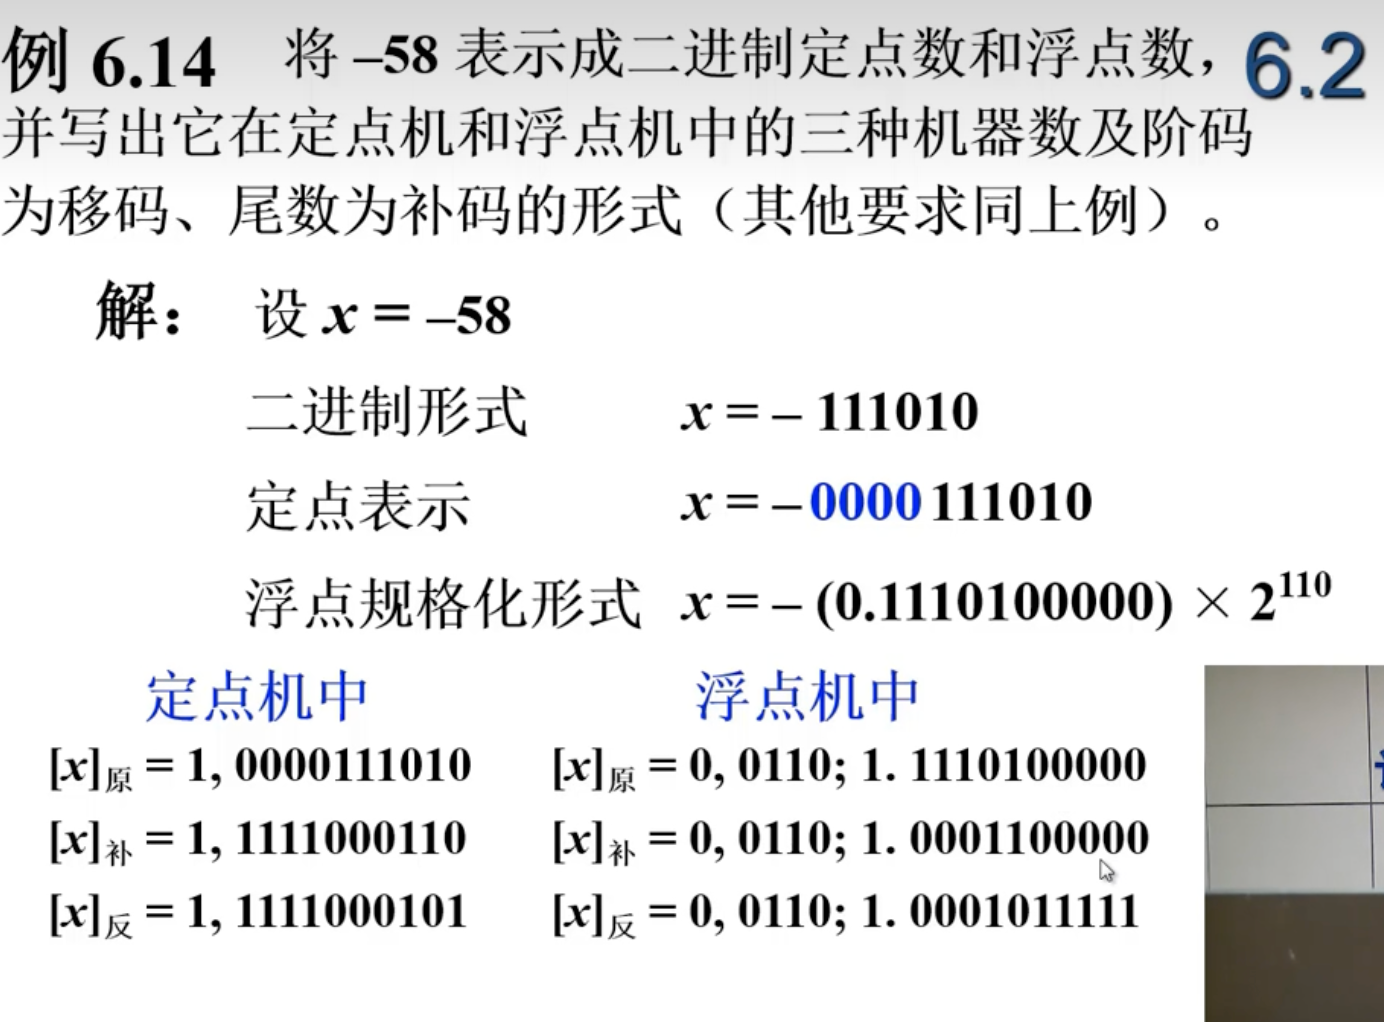 例 6.14 将 –58 表示成二进制定点数和浮点数， 6.2
并写出它在定点机和浮点机中的三种机器数及阶码
为移码、尾数为补码的形式（其他要求同上例）。
解： 设 x = –58
二进制形式 x = – 111010
定点表示 x = – 0000 111010
浮点规格化形式 x = – (0.1110100000) × 2^110
定点机中 浮点机中
[x]原 = 1, 0000111010 [x]原 = 0, 0110; 1. 1110100000
[x]补 = 1, 1111000110 [x]补 = 0, 0110; 1. 0001100000
[x]反 = 1, 1111000101 [x]反 = 0, 0110; 1. 0001011111